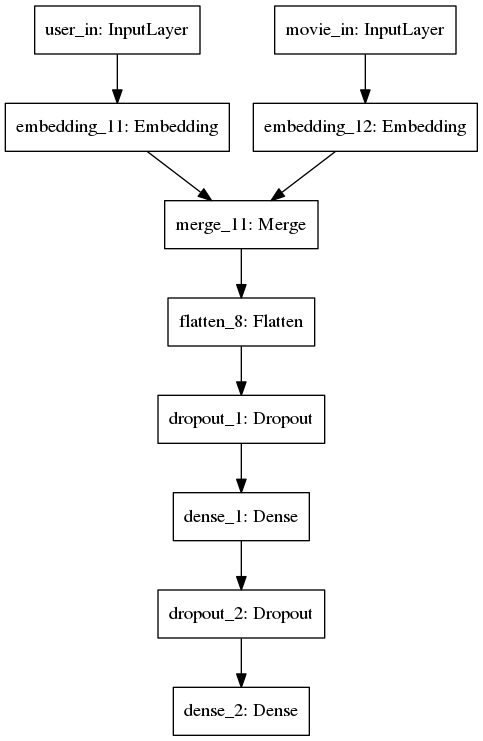 user_in: InputLayer
movie_in: InputLayer
embedding_11: Embedding
embedding_12: Embedding
merge_11: Merge
flatten_8: Flatten
dropout_1: Dropout
dense_1: Dense
dropout_2: Dropout
dense_2: Dense